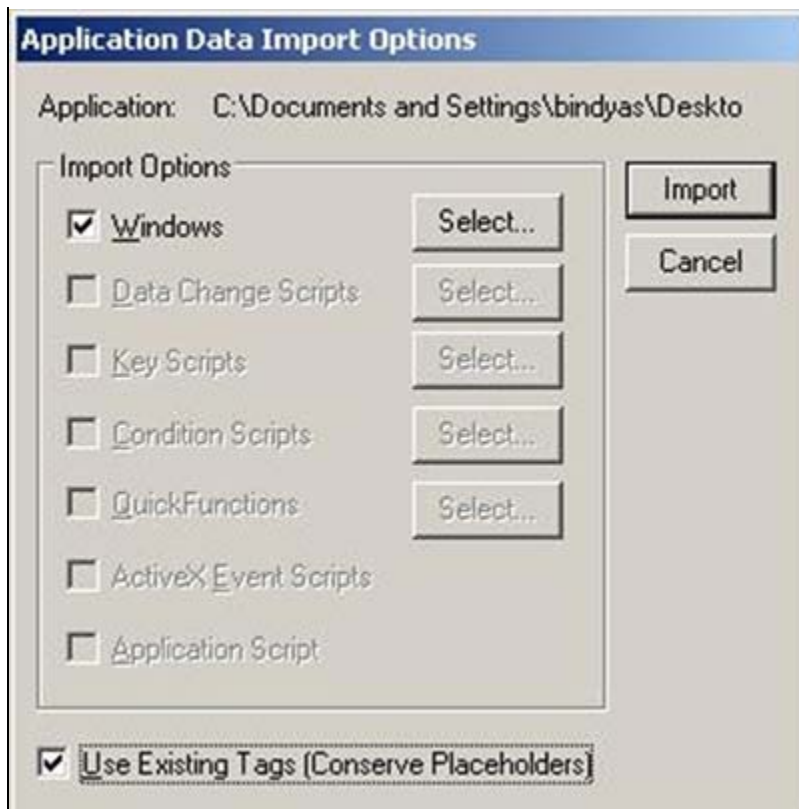 Application Data Import Options
Application: C:\Documents and Settings\bindyas\Deskto
Import Options
Windows Select...
Data Change Scripts Select...
Key Scripts Select...
Condition Scripts Select...
QuickFunctions Select...
ActiveX Event Scripts
Application Script
Import
Cancel
Use Existing Tags (Conserve Placeholders)